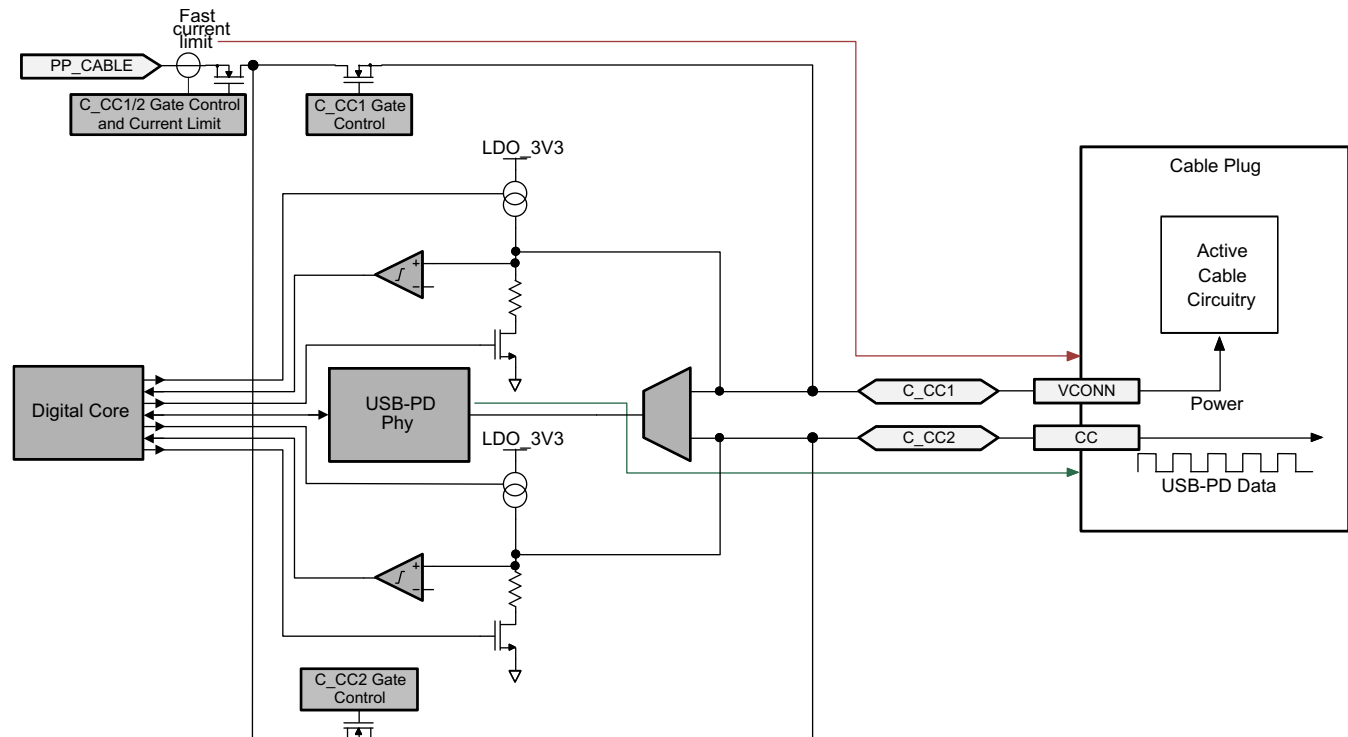 Fast
current
limit
PP_CABLE
C_CC1/2 Gate Control
and Current Limit
C_CC1 Gate
Control
LDO_3V3
Cable Plug
Active
Cable
Circuitry
+
−
Digital Core
USB-PD
Phy
C_CC1
VCONN
Power
C_CC2
CC
USB-PD Data
LDO_3V3
+
−
C_CC2 Gate
Control